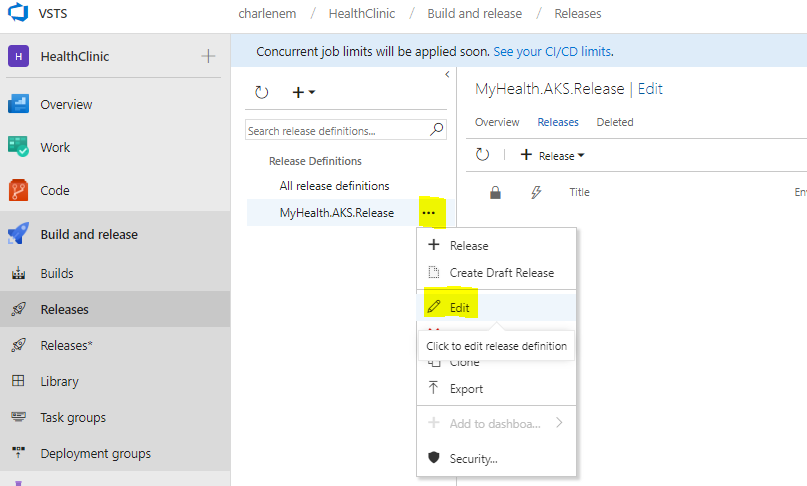 VSTS
charlenem / HealthClinic / Build and release / Releases
H HealthClinic
Concurrent job limits will be applied soon. See your CI/CD limits.
Overview
Work
Code
Build and release
Builds
Releases
Releases*
Library
Task groups
Deployment groups
Search release definitions...
Release Definitions
All release definitions
MyHealth.AKS.Release ...
+ Release
Create Draft Release
Edit
Click to edit release definition
Clone
Export
Add to dashboa...
Security...
MyHealth.AKS.Release | Edit
Overview Releases Deleted
+ Release
Title
En